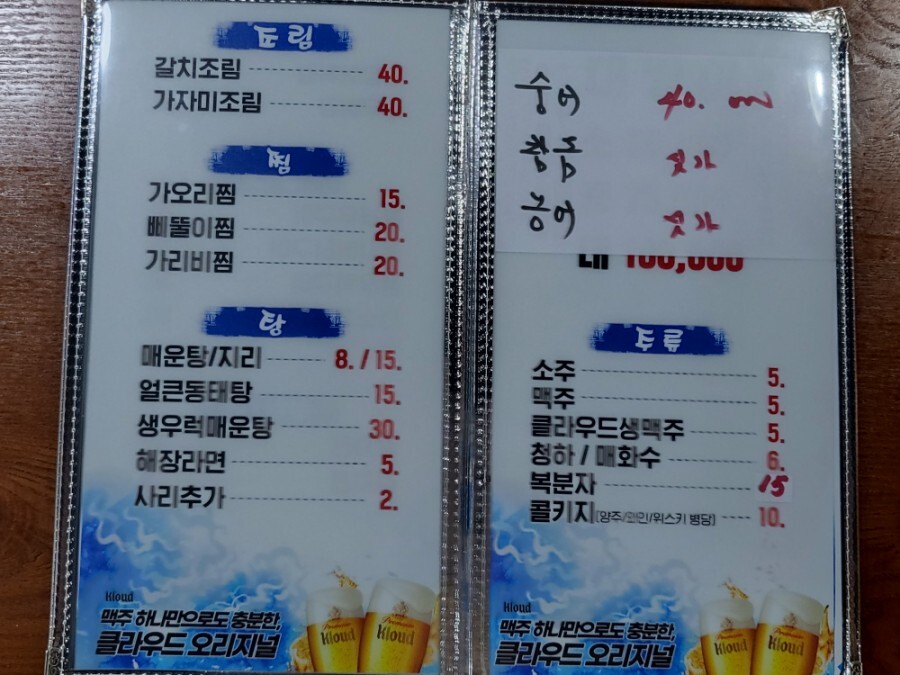 조림
갈치조림 40.
가자미조림 40.
찜
가오리찜 15.
삐뚤이찜 20.
가리비찜 20.
탕
매운탕/지리 8. / 15.
얼큰동태탕 15.
생우럭매운탕 30.
해장라면 5.
사리추가 2.
Kloud
맥주 하나만으로도 충분한,
클라우드 오리지널
Kloud
Kloud
숭어 40.
참돔 싯가
농어 싯가
대 100,000
주류
소주 5.
맥주 5.
클라우드생맥주 5.
청하 / 매화수 6.
복분자 15
콜키지(양주/와인/위스키 병당) 10.
Kloud
맥주 하나만으로도 충분한,
클라우드 오리지널
Kloud
Kloud